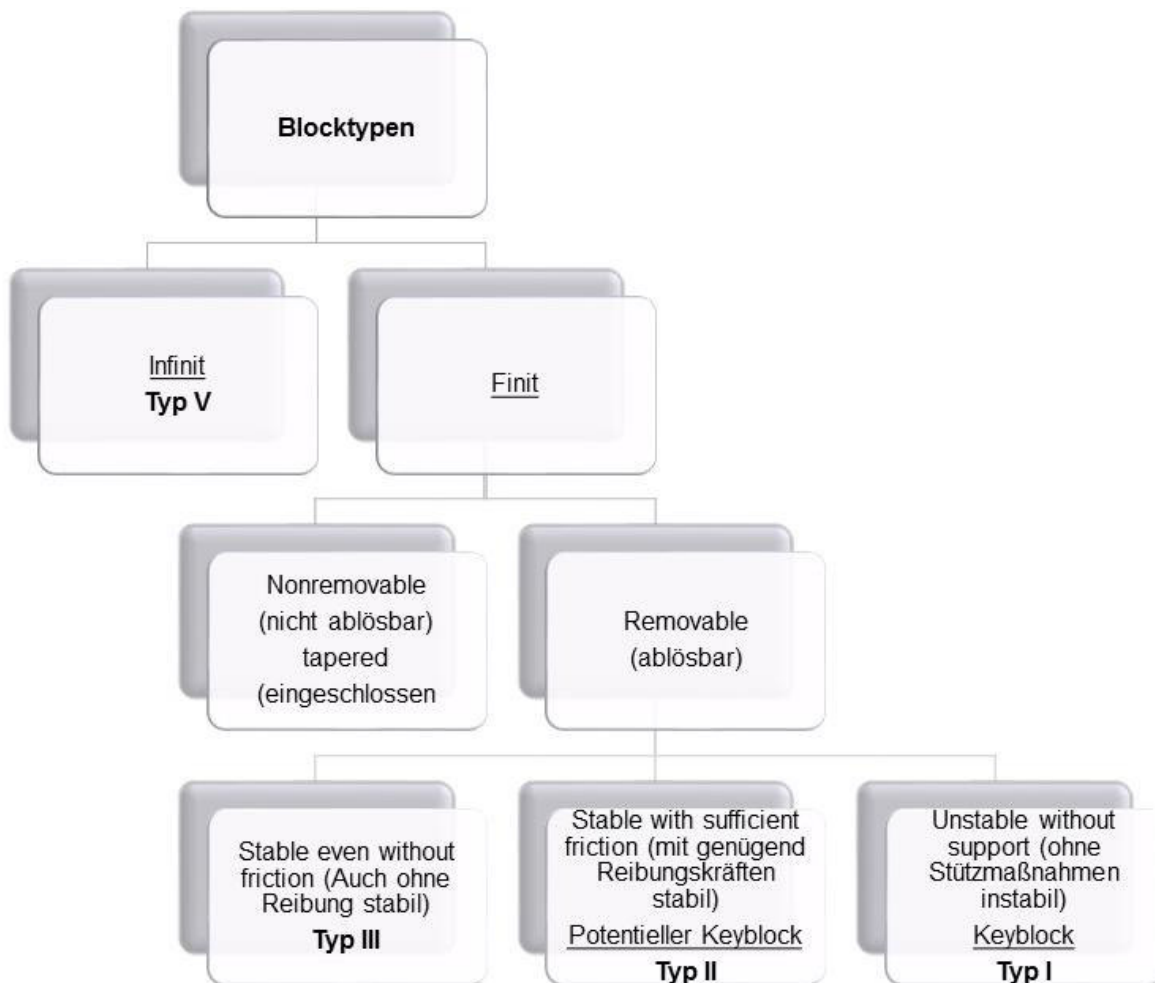 Blocktypen
Infinit
Typ V
Finit
Nonremovable
(nicht ablösbar)
tapered
(eingeschlossen
Removable
(ablösbar)
Stable even without
friction (Auch ohne
Reibung stabil)
Typ III
Stable with sufficient
friction (mit genügend
Reibungskräften
stabil)
Potentieller Keyblock
Typ II
Unstable without
support (ohne
Stützmaßnahmen
instabil)
Keyblock
Typ I